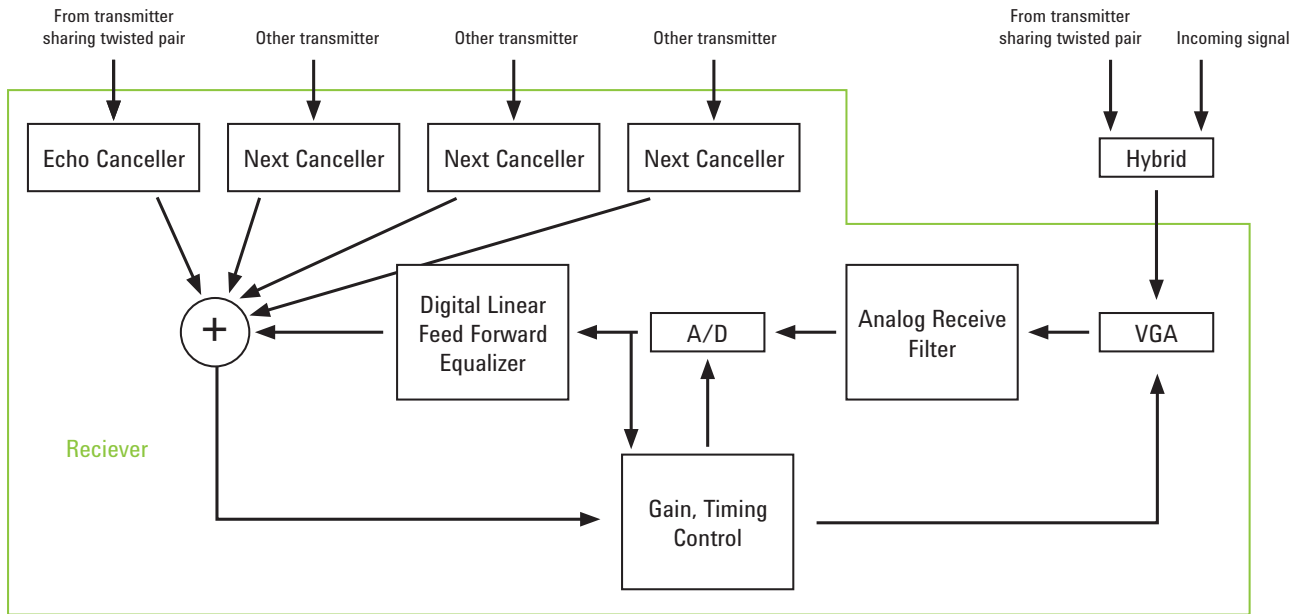 From transmitter
sharing twisted pair
Other transmitter
Other transmitter
Other transmitter
From transmitter
sharing twisted pair
Incoming signal
Echo Canceller
Next Canceller
Next Canceller
Next Canceller
Hybrid
+
Digital Linear
Feed Forward
Equalizer
A/D
Analog Receive
Filter
VGA
Reciever
Gain, Timing
Control